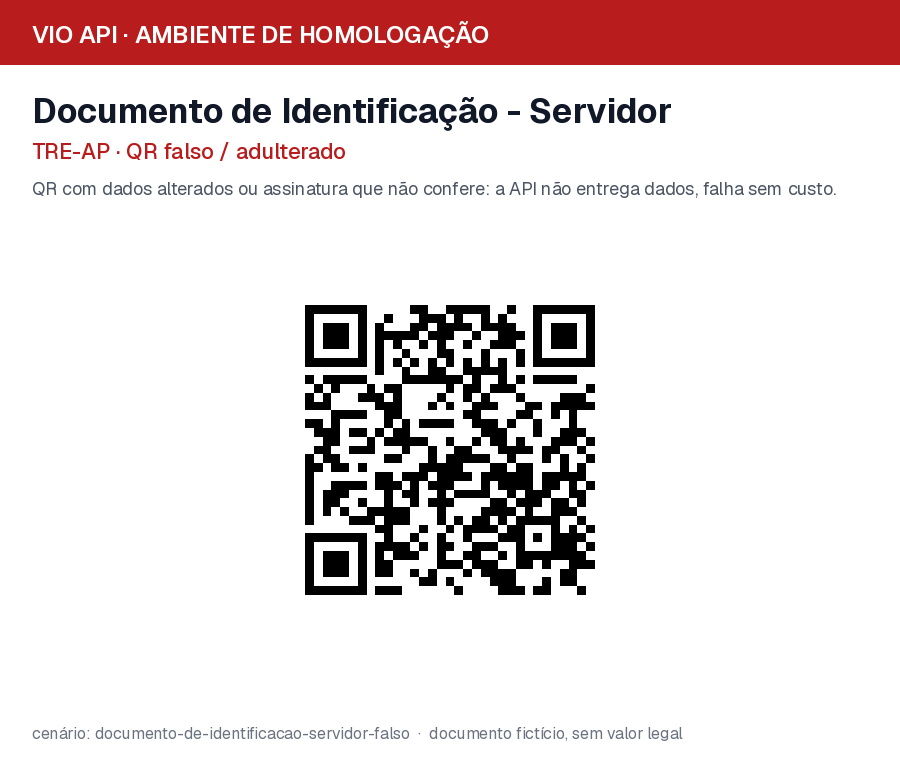 VIO API · AMBIENTE DE HOMOLOGAÇÃO
Documento de Identificação - Servidor
TRE-AP · QR falso / adulterado
QR com dados alterados ou assinatura que não confere: a API não entrega dados, falha sem custo.
cenário: documento-de-identificacao-servidor-falso · documento fictício, sem valor legal